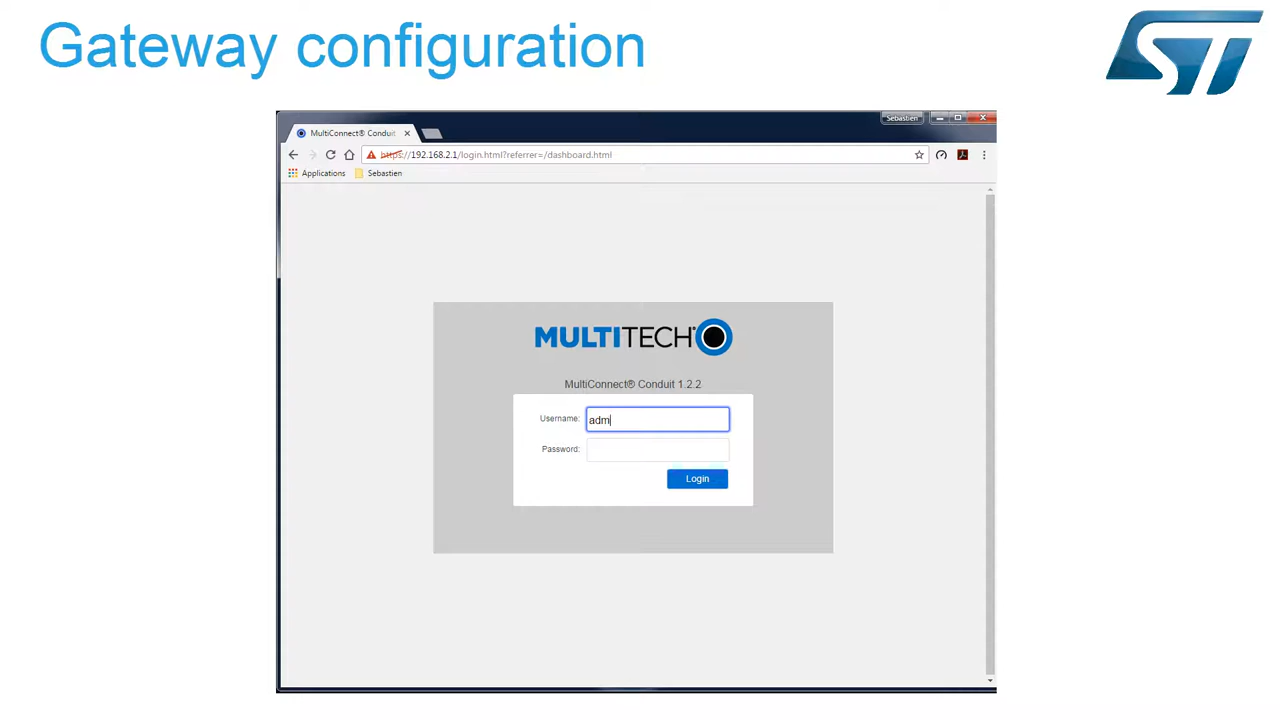 Gateway configuration
ST
Sebastien
MultiConnect® Conduit
https://192.168.2.1/login.html?referrer=/dashboard.html
Applications
Sebastien
MULTITECH
MultiConnect® Conduit 1.2.2
Username: adm
Password:
Login